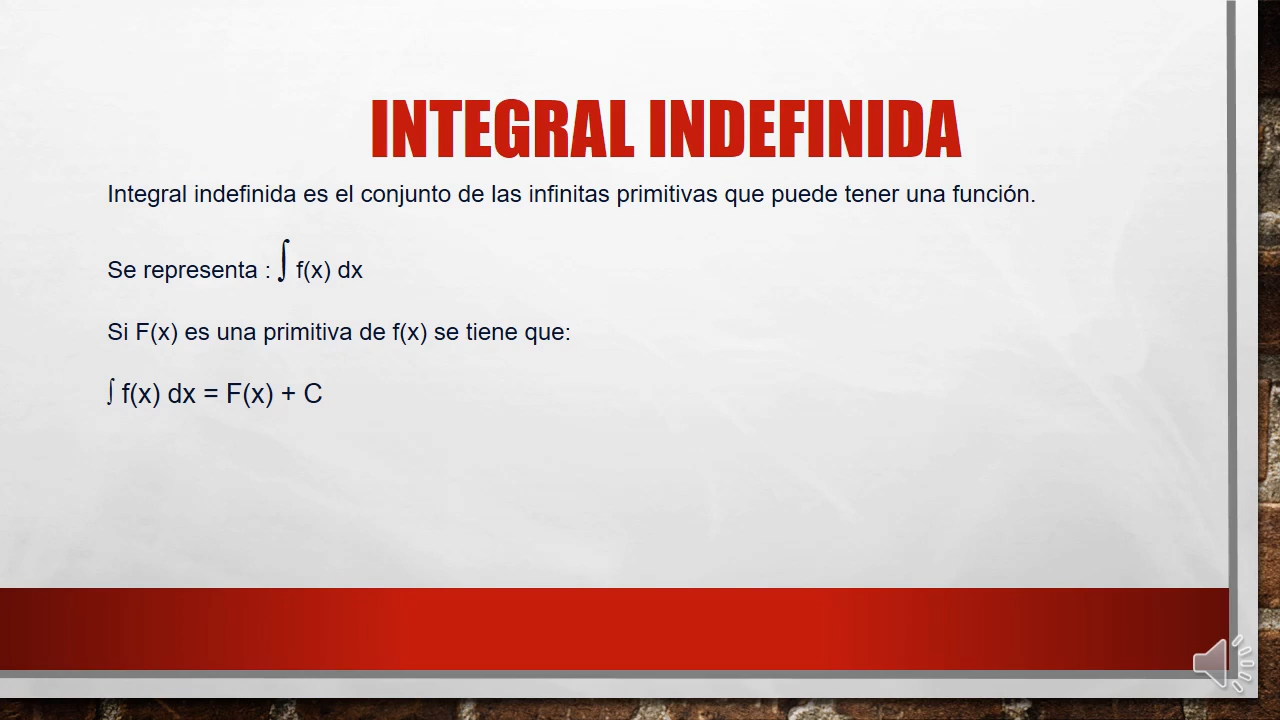 INTEGRAL INDEFINIDA
Integral indefinida es el conjunto de las infinitas primitivas que puede tener una función.
Se representa : ∫ f(x) dx
Si F(x) es una primitiva de f(x) se tiene que:
∫ f(x) dx = F(x) + C